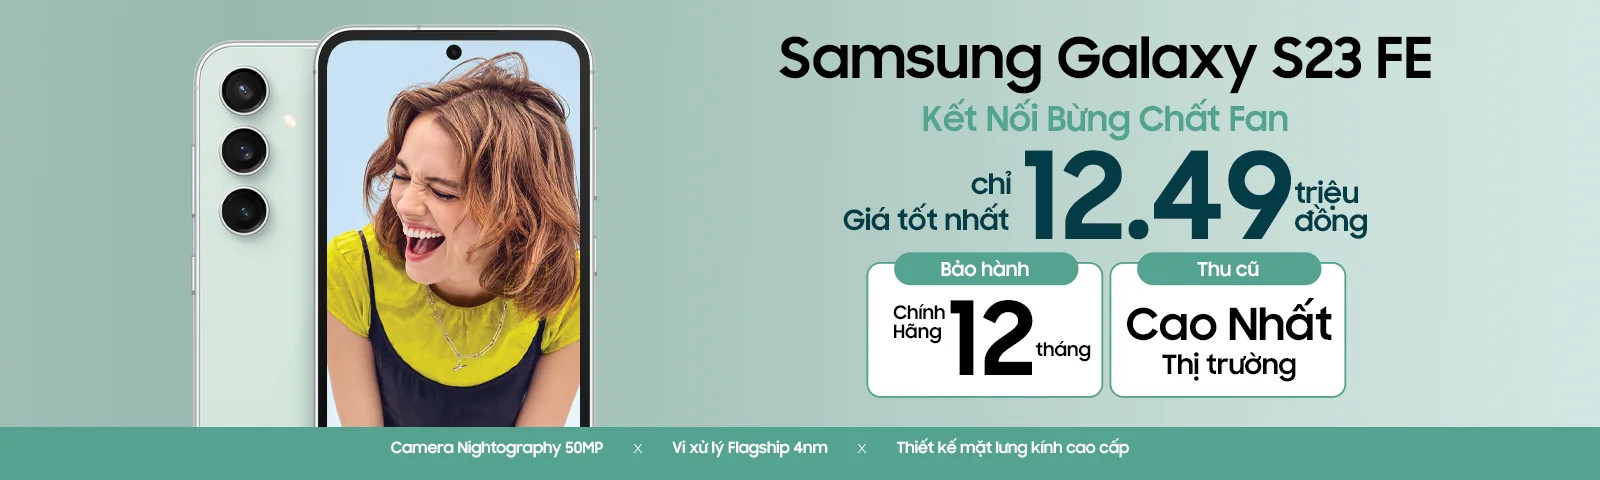 Samsung Galaxy S23 FE
Kết Nối Bừng Chất Fan
chỉ
Giá tốt nhất
12.49
triệu
đồng
Bảo hành
Chính
Hãng
12
tháng
Thu cũ
Cao Nhất
Thị trường
Camera Nightography 50MP x Vi xử lý Flagship 4nm x Thiết kế mặt lưng kính cao cấp